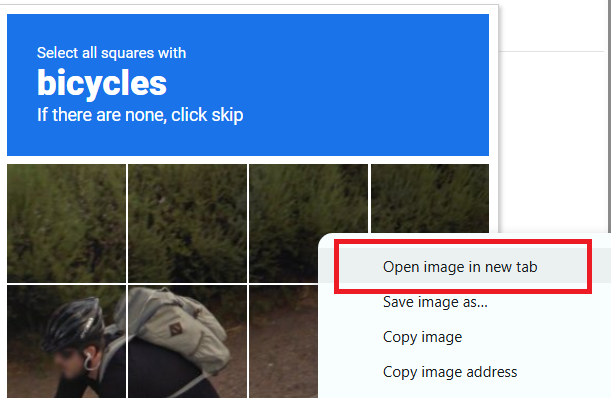 Select all squares with
bicycles
If there are none, click skip
Open image in new tab
Save image as...
Copy image
Copy image address